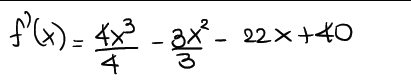 f'(x) = 4x³/4 - 3x²/3 - 22x + 40